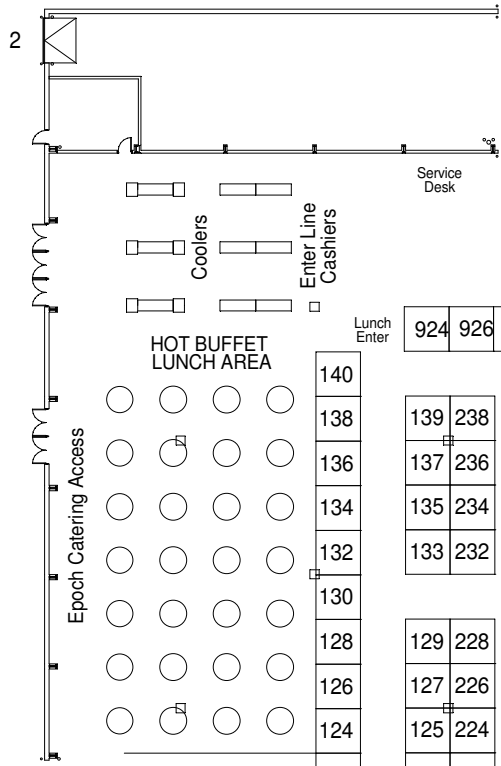 2
Service
Desk
Coolers
Enter Line
Cashiers
Lunch
Enter
924 926
HOT BUFFET
LUNCH AREA
140
138
139 238
136
137 236
134
135 234
132
133 232
130
128
129 228
126
127 226
124
125 224
Epoch Catering Access